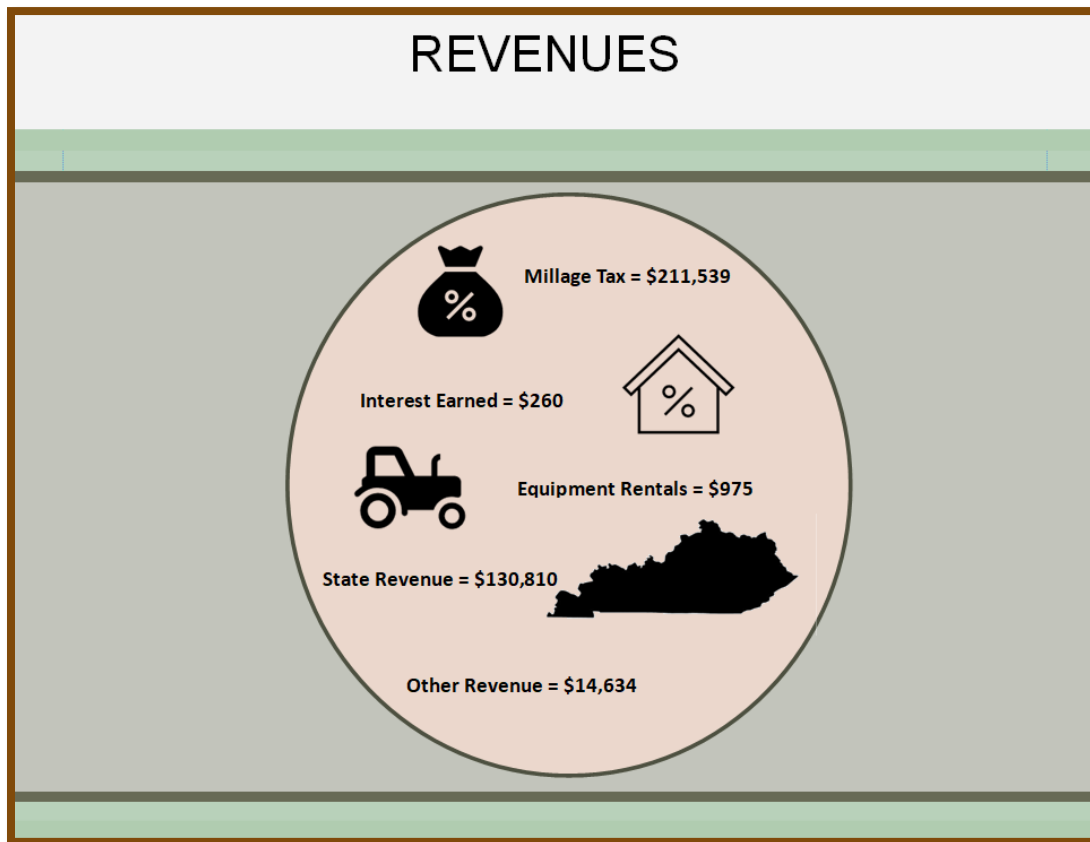 REVENUES
Millage Tax = $211,539
%
%
Interest Earned = $260
Equipment Rentals = $975
State Revenue = $130,810
Other Revenue = $14,634